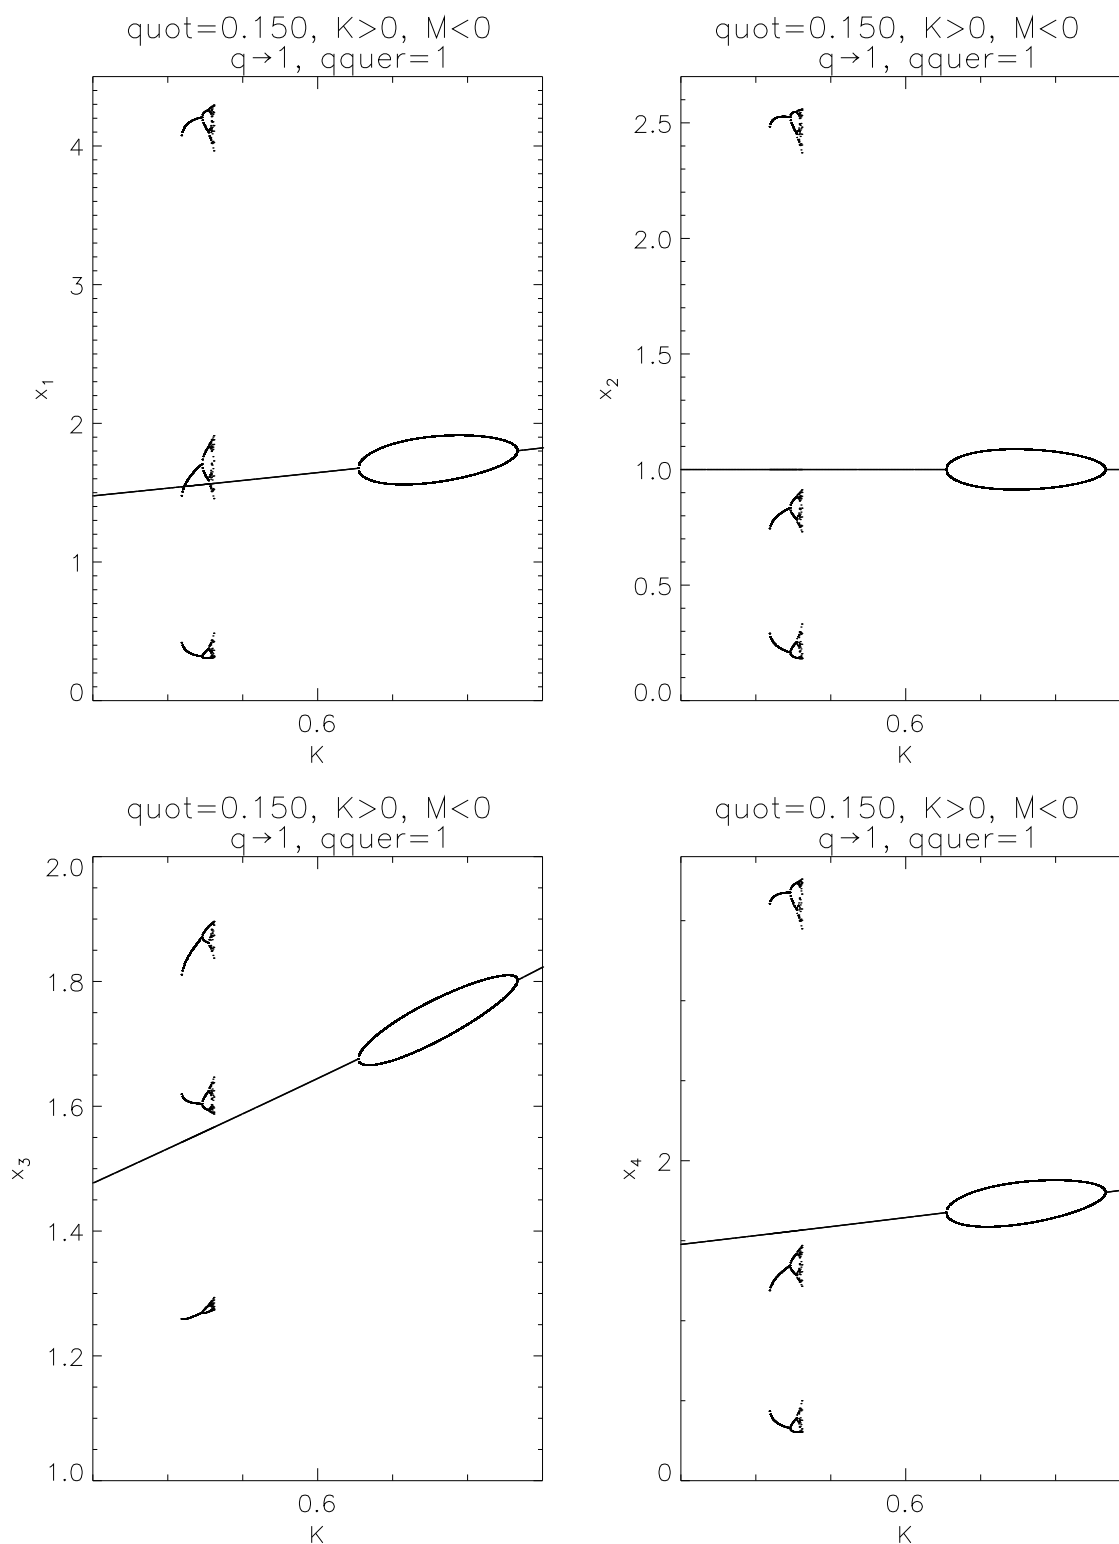 quot=0.150, K>0, M<0
q→1, qquer=1
4
3
2
1
0
x₁
0.6
K
quot=0.150, K>0, M<0
q→1, qquer=1
2.5
2.0
1.5
1.0
0.5
0.0
x₂
0.6
K
quot=0.150, K>0, M<0
q→1, qquer=1
2.0
1.8
1.6
1.4
1.2
1.0
x₃
0.6
K
quot=0.150, K>0, M<0
q→1, qquer=1
2
0
x₄
0.6
K